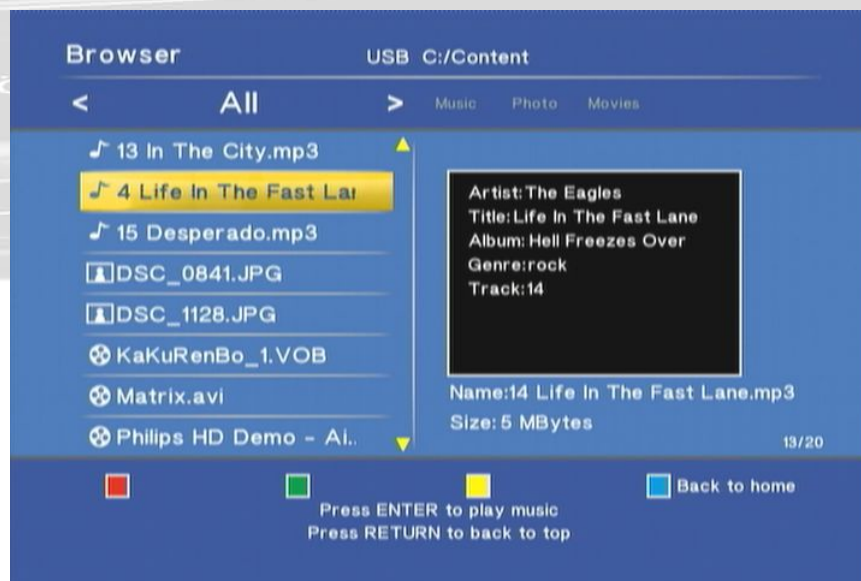 Browser USB C:/Content
< All > Music Photo Movies
13 In The City.mp3
4 Life In The Fast Lar
15 Desperado.mp3
DSC_0841.JPG
DSC_1128.JPG
KaKuRenBo_1.VOB
Matrix.avi
Philips HD Demo - Ai..
Artist:The Eagles
Title:Life In The Fast Lane
Album:Hell Freezes Over
Genre:rock
Track:14
Name:14 Life In The Fast Lane.mp3
Size:5 MBytes
13/20
Back to home
Press ENTER to play music
Press RETURN to back to top